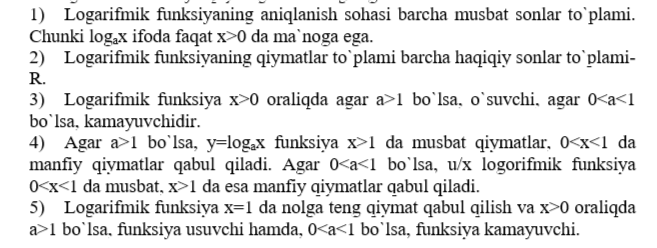 1) Logarifmik funksiyaning aniqlanish sohasi barcha musbat sonlar to`plami.
Chunki logₐx ifoda faqat x>0 da ma`noga ega.
2) Logarifmik funksiyaning qiymatlar to`plami barcha haqiqiy sonlar to`plami-
R.
3) Logarifmik funksiya x>0 oraliqda agar a>1 bo`lsa, o`suvchi, agar 0<a<1
bo`lsa, kamayuvchidir.
4) Agar a>1 bo`lsa, y=logₐx funksiya x>1 da musbat qiymatlar, 0<x<1 da
manfiy qiymatlar qabul qiladi. Agar 0<a<1 bo`lsa, u/x logorifmik funksiya
0<x<1 da musbat, x>1 da esa manfiy qiymatlar qabul qiladi.
5) Logarifmik funksiya x=1 da nolga teng qiymat qabul qilish va x>0 oraliqda
a>1 bo`lsa, funksiya usuvchi hamda, 0<a<1 bo`lsa, funksiya kamayuvchi.